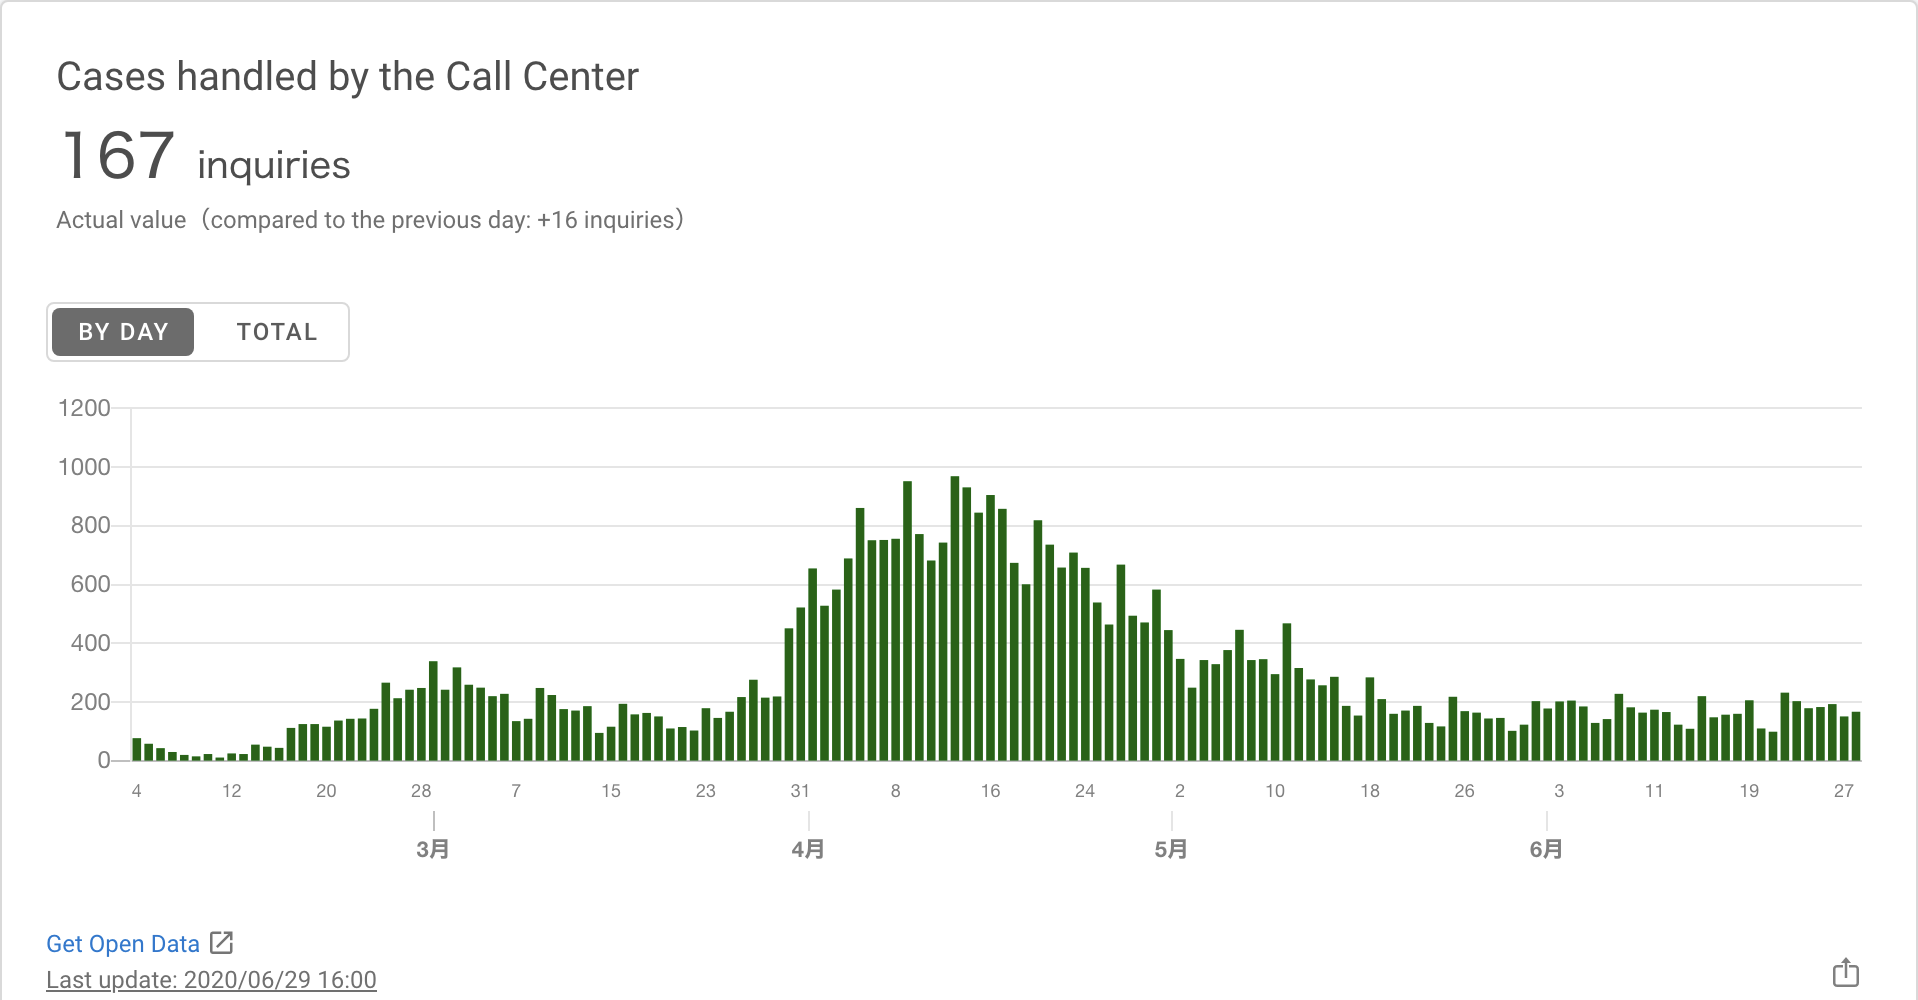 Cases handled by the Call Center
167 inquiries
Actual value（compared to the previous day: +16 inquiries）
BY DAY TOTAL
1200
1000
800
600
400
200
0
4 12 20 28 7 15 23 31 8 16 24 2 10 18 26 3 11 19 27
3月 4月 5月 6月
Get Open Data
Last update: 2020/06/29 16:00